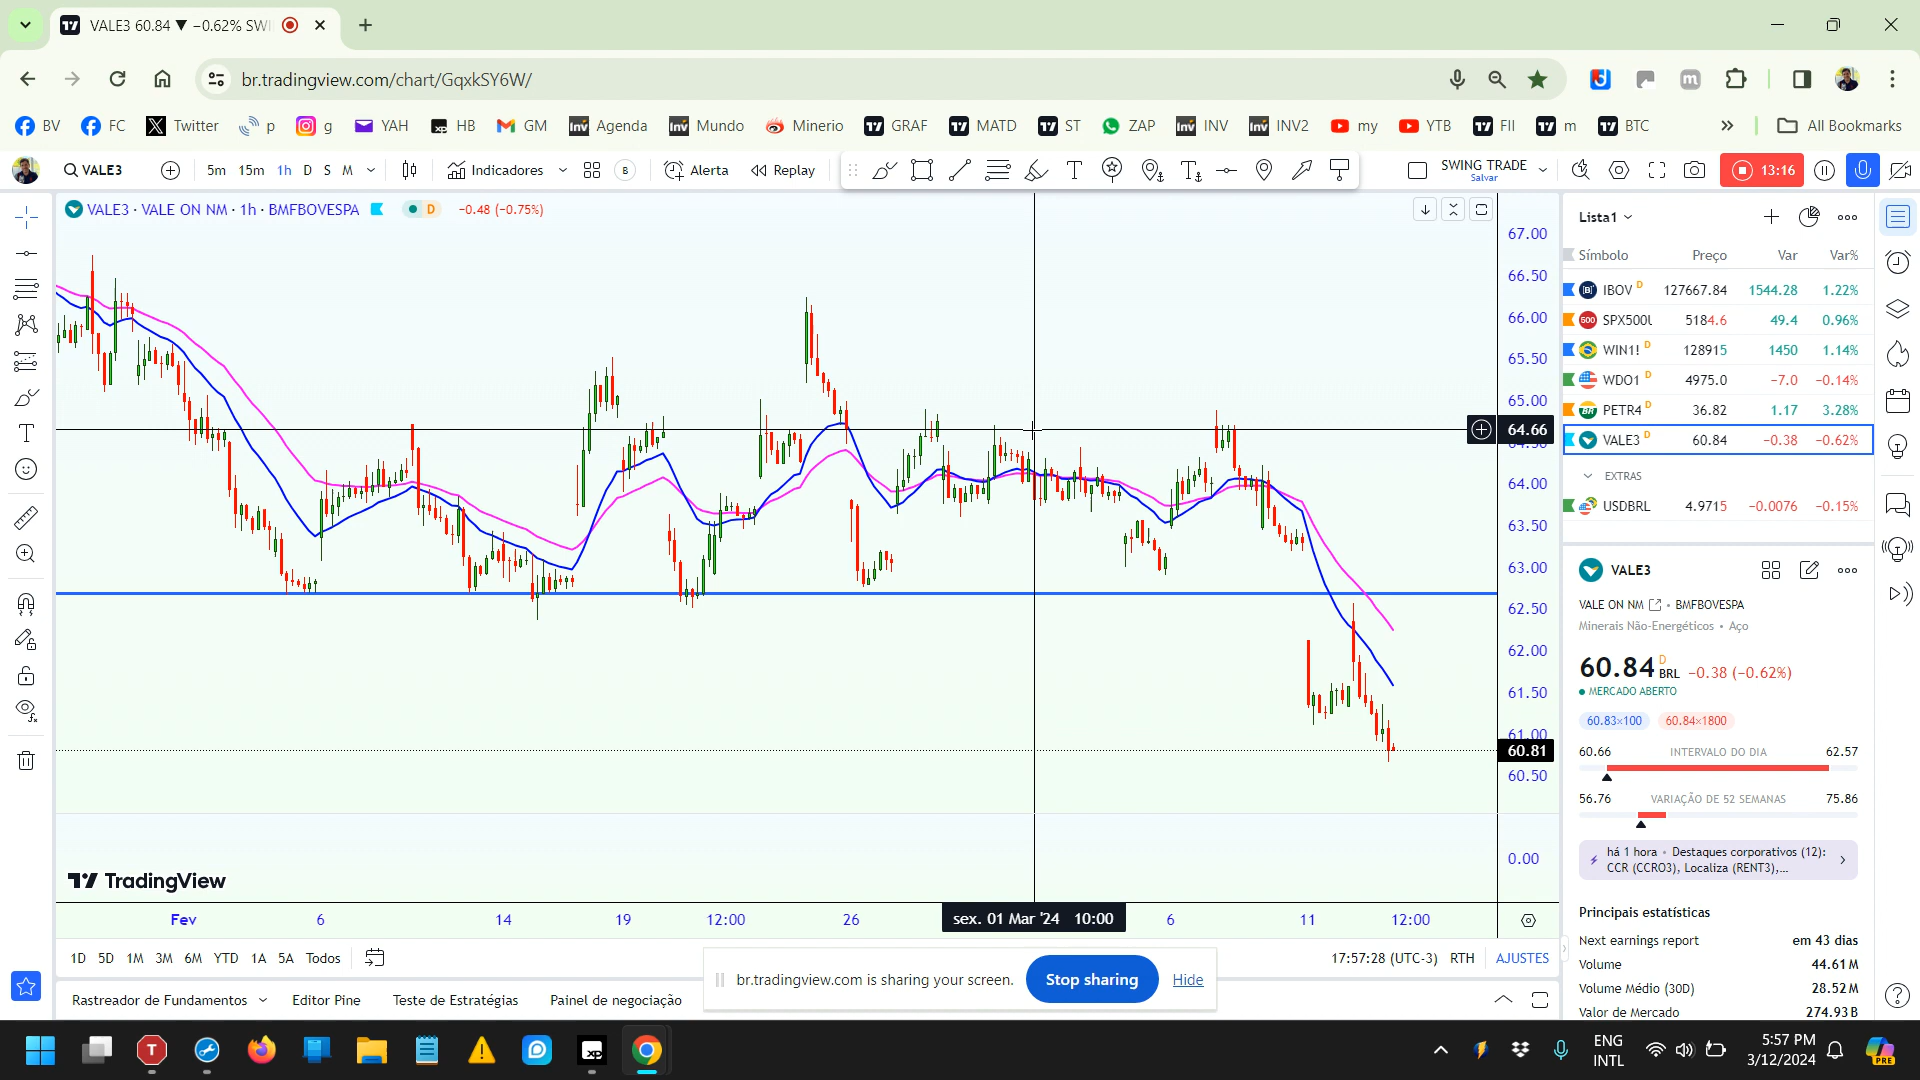 VALE3 60.84 ▼ −0.62% SWI
br.tradingview.com/chart/GqxkSY6W/
BV FC Twitter p g YAH HB GM Agenda Mundo Minerio GRAF MATD ST ZAP INV INV2 my YTB FII m BTC » All Bookmarks
VALE3 5m 15m 1h D S M Indicadores B Alerta Replay SWING TRADE 13:16
Salvar
VALE3 · VALE ON NM · 1h · BMFBOVESPA D −0.48 (−0.75%)
67.00
66.50
66.00
65.50
65.00
64.66
64.00
63.50
63.00
62.50
62.00
61.50
61.00
60.81
60.50
0.00
TradingView
Fev 6 14 19 12:00 26 sex. 01 Mar '24 10:00 6 11 12:00
1D 5D 1M 3M 6M YTD 1A 5A Todos 17:57:28 (UTC-3) RTH AJUSTES
br.tradingview.com is sharing your screen. Stop sharing Hide
Rastreador de Fundamentos Editor Pine Teste de Estratégias Painel de negociação
Lista1
Símbolo Preço Var Var%
IBOV D 127667.84 1544.28 1.22%
500 SPX500U 5184.6 49.4 0.96%
WIN1! D 128915 1450 1.14%
WDO1 D 4975.0 −7.0 −0.14%
PETR4 D 36.82 1.17 3.28%
VALE3 D 60.84 −0.38 −0.62%
EXTRAS
USDBRL 4.9715 −0.0076 −0.15%
VALE3
VALE ON NM • BMFBOVESPA
Minerais Não-Energéticos • Aço
60.84 D BRL −0.38 (−0.62%)
MERCADO ABERTO
60.83×100 60.84×1800
60.66 INTERVALO DO DIA 62.57
56.76 VARIAÇÃO DE 52 SEMANAS 75.86
há 1 hora • Destaques corporativos (12):
CCR (CCRO3), Localiza (RENT3),...
Principais estatísticas
Next earnings report em 43 dias
Volume 44.61M
Volume Médio (30D) 28.52M
Valor de Mercado 274.93B
ENG
INTL
5:57 PM
3/12/2024
PRE